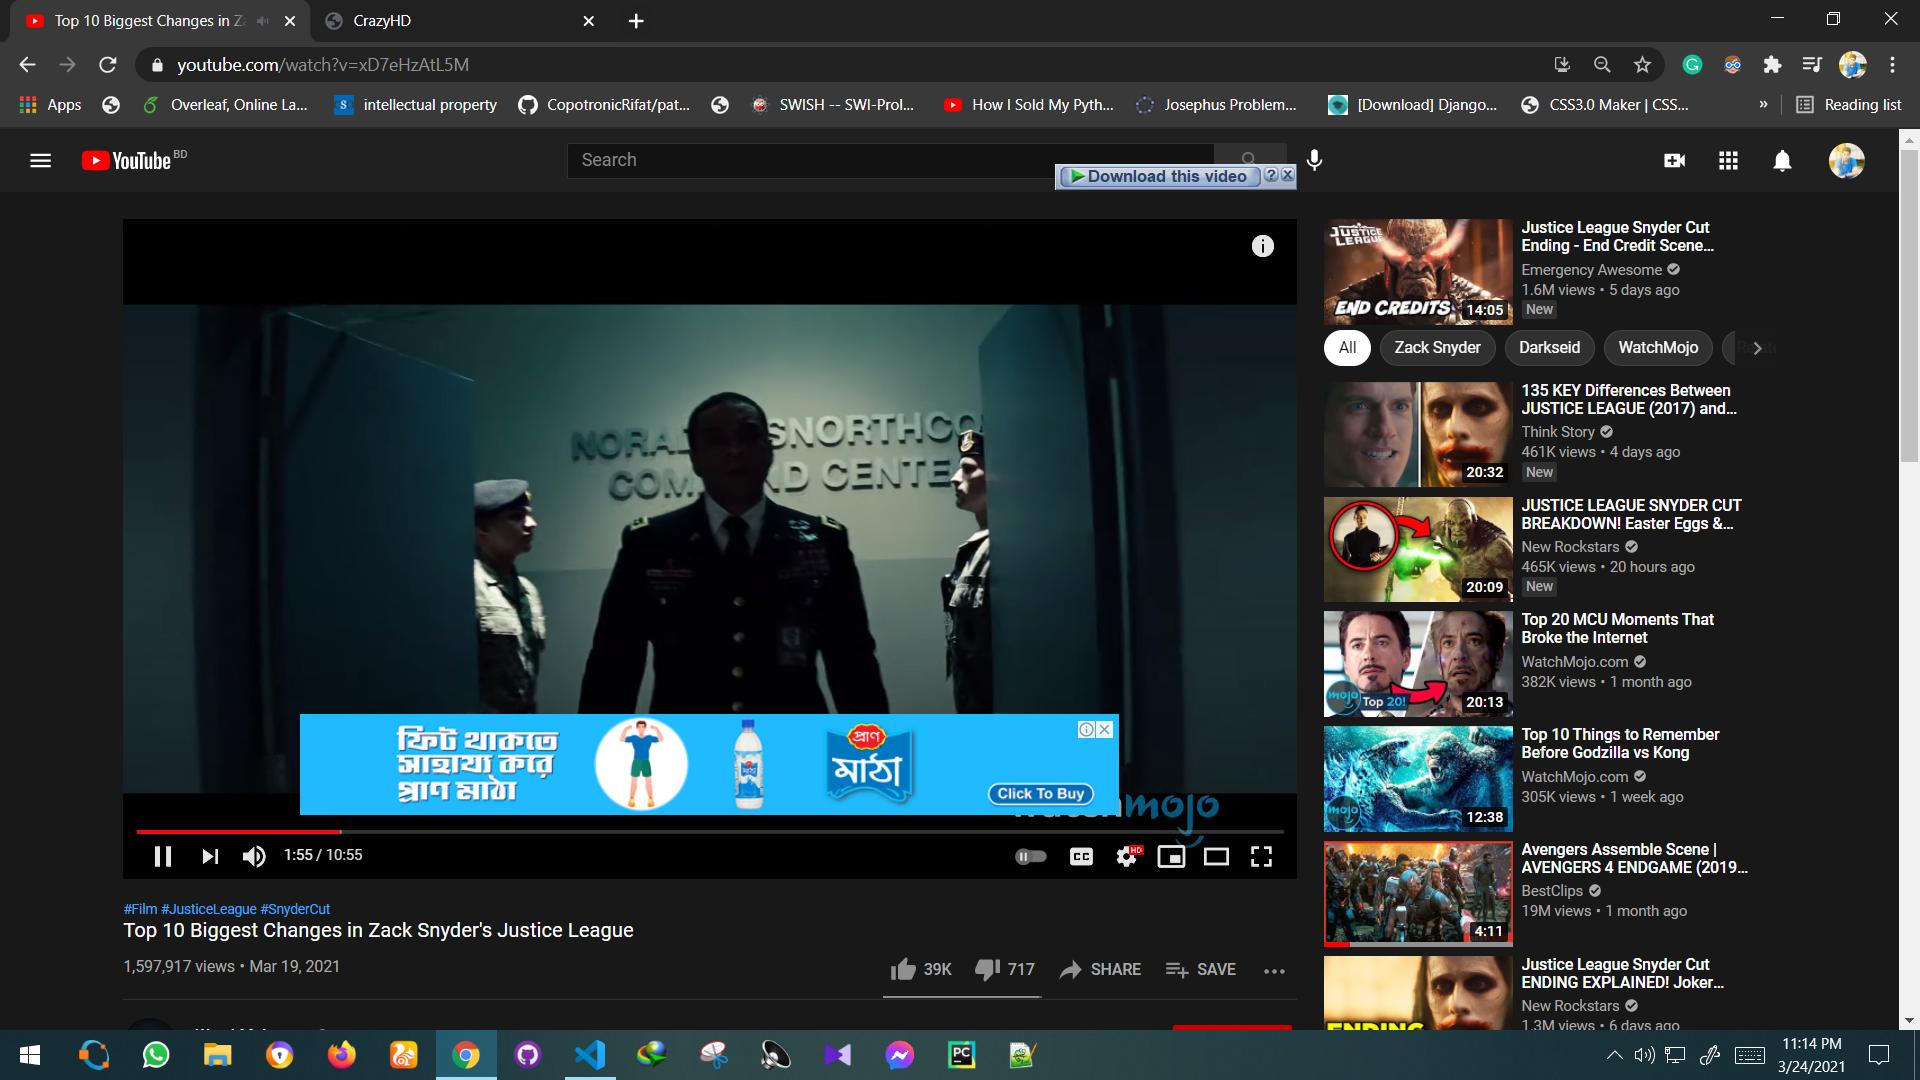 Top 10 Biggest Changes in Za
CrazyHD
youtube.com/watch?v=xD7eHzAtL5M
Apps
Overleaf, Online La...
intellectual property
CopotronicRifat/pat...
SWISH -- SWI-Prol...
How I Sold My Pyth...
Josephus Problem...
[Download] Django...
CSS3.0 Maker | CSS...
»
Reading list
YouTube BD
Search
Download this video
NORAD SNORTHCO
COM ND CENTE
ফিট থাকতে
সাহায্য করে
প্রাণ মাঠা
প্রাণ
মাঠা
Click To Buy
mojo
1:55 / 10:55
CC
HD
#Film #JusticeLeague #SnyderCut
Top 10 Biggest Changes in Zack Snyder's Justice League
1,597,917 views • Mar 19, 2021
39K
717
SHARE
SAVE
JUSTICE
LEAGUE
END CREDITS
14:05
Justice League Snyder Cut
Ending - End Credit Scene...
Emergency Awesome
1.6M views • 5 days ago
New
All
Zack Snyder
Darkseid
WatchMojo
20:32
135 KEY Differences Between
JUSTICE LEAGUE (2017) and...
Think Story
461K views • 4 days ago
New
20:09
JUSTICE LEAGUE SNYDER CUT
BREAKDOWN! Easter Eggs &...
New Rockstars
465K views • 20 hours ago
New
mojo
Top 20!
20:13
Top 20 MCU Moments That
Broke the Internet
WatchMojo.com
382K views • 1 month ago
mojo
12:38
Top 10 Things to Remember
Before Godzilla vs Kong
WatchMojo.com
305K views • 1 week ago
4:11
Avengers Assemble Scene |
AVENGERS 4 ENDGAME (2019...
BestClips
19M views • 1 month ago
ENDING
Justice League Snyder Cut
ENDING EXPLAINED! Joker...
New Rockstars
1.3M views • 6 days ago
PC
11:14 PM
3/24/2021